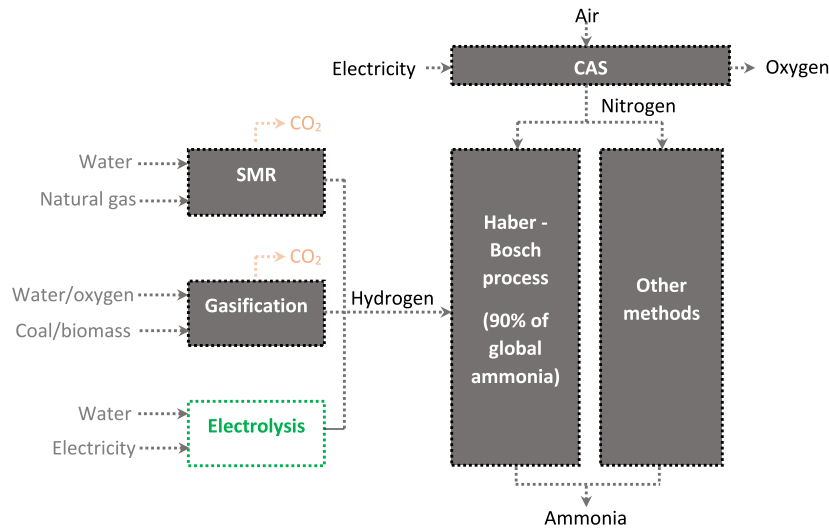 Air
Electricity
CAS
Oxygen
Nitrogen
CO₂
Water
SMR
Natural gas
CO₂
Water/oxygen
Gasification
Coal/biomass
Hydrogen
Water
Electrolysis
Electricity
Haber -
Bosch
process
(90% of
global
ammonia)
Other
methods
Ammonia